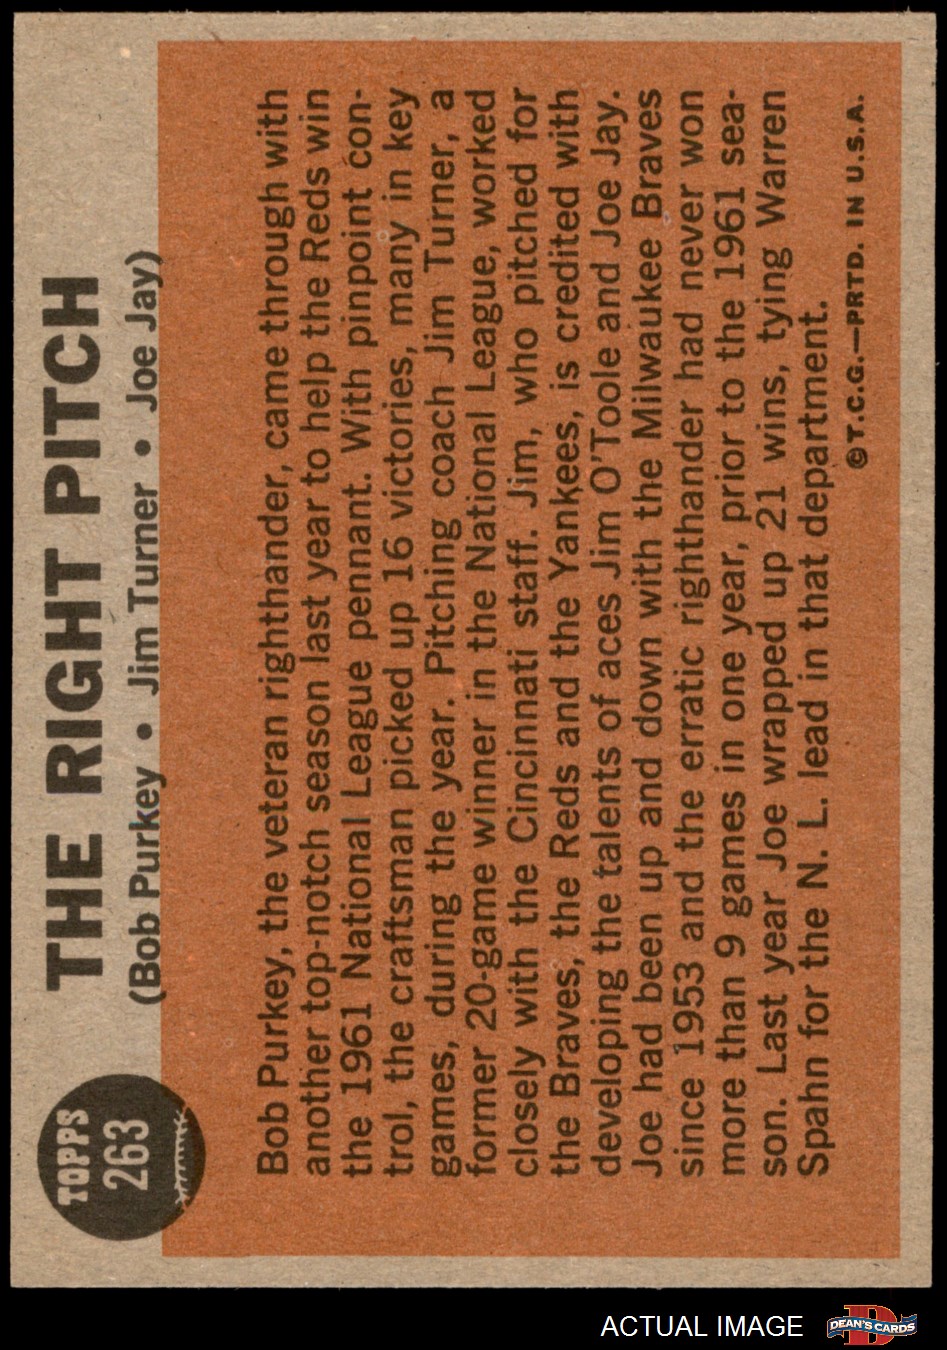 TOPPS
263
THE RIGHT PITCH
(Bob Purkey • Jim Turner • Joe Jay)
Bob Purkey, the veteran righthander, came through with
another top-notch season last year to help the Reds win
the 1961 National League pennant. With pinpoint con-
trol, the craftsman picked up 16 victories, many in key
games, during the year. Pitching coach Jim Turner, a
former 20-game winner in the National League, worked
closely with the Cincinnati staff. Jim, who pitched for
the Braves, the Reds and the Yankees, is credited with
developing the talents of aces Jim O'Toole and Joe Jay.
Joe had been up and down with the Milwaukee Braves
since 1953 and the erratic righthander had never won
more than 9 games in one year, prior to the 1961 sea-
son. Last year Joe wrapped up 21 wins, tying Warren
Spahn for the N. L. lead in that department.
©T.C.G.—PRTD. IN U.S.A.
ACTUAL IMAGE
D
DEAN'S CARDS